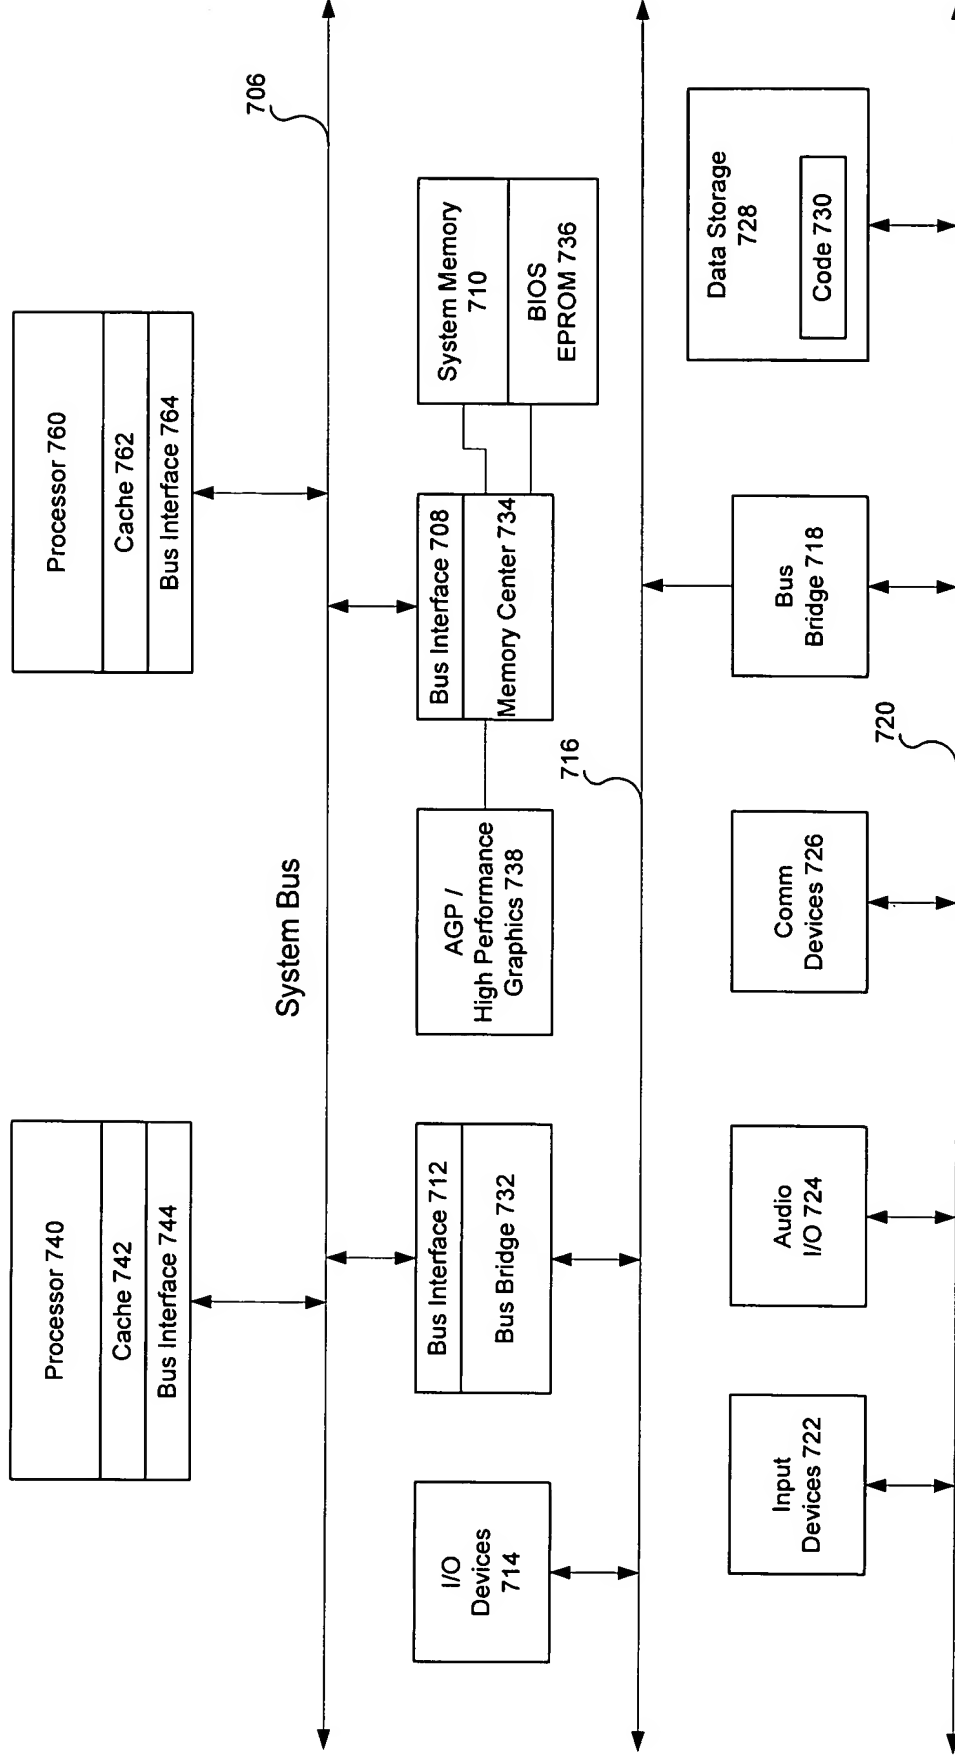 Processor 740
Cache 742
Bus Interface 744
Processor 760
Cache 762
Bus Interface 764
System Bus
706
I/O
Devices
714
Bus Interface 712
Bus Bridge 732
AGP /
High Performance
Graphics 738
Bus Interface 708
Memory Center 734
System Memory
710
BIOS
EPROM 736
716
Input
Devices 722
Audio
I/O 724
Comm
Devices 726
Bus
Bridge 718
Data Storage
728
Code 730
720